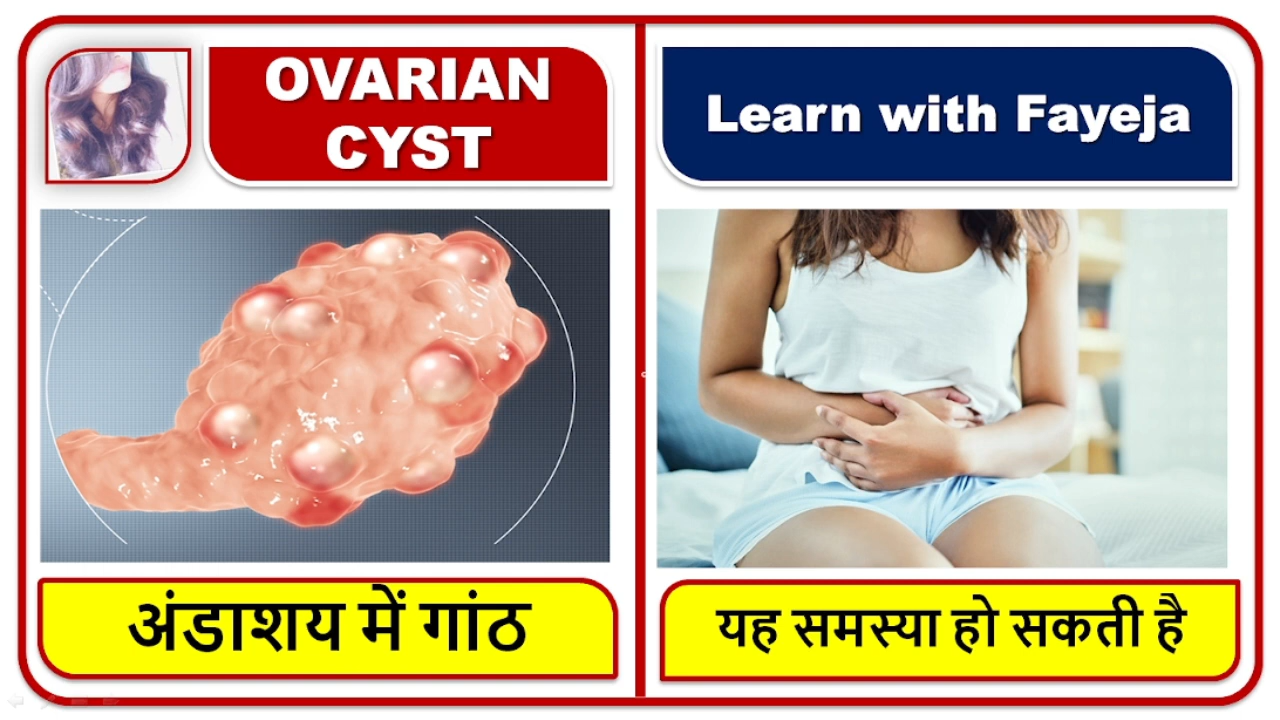 OVARIAN
CYST
Learn with Fayeja
अंडाशय में गांठ
यह समस्या हो सकती है